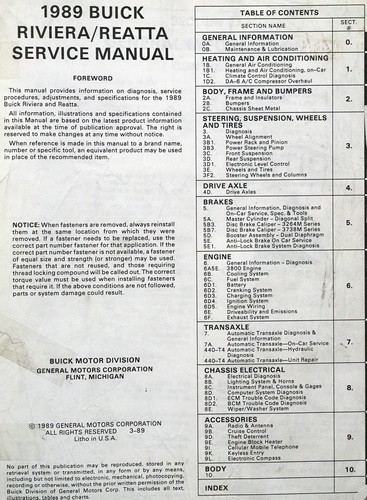 1989 BUICK
RIVIERA/REATTA
SERVICE MANUAL
FOREWORD
This manual provides information on diagnosis, service
procedures, adjustments, and specifications for the 1989
Buick Riviera and Reatta.
All information, illustrations and specifications contained
in this Manual are based on the latest product information
available at the time of publication approval. The right is
reserved to make changes at any time without notice.
When reference is made in this manual to a brand name,
number or specific tool, an equivalent product may be used
in place of the recommended item.
NOTICE: When fasteners are removed, always reinstall
them at the same location from which they were
removed. If a fastener needs to be replaced, use the
correct part number fastener for that application. If the
correct part number fastener is not available, a fastener
of equal size and strength (or stronger) may be used.
Fasteners that are not reused, and those requiring
thread locking compound will be called out. The correct
torque value must be used when installing fasteners
that require it. If the above conditions are not followed,
parts or system damage could result.
BUICK MOTOR DIVISION
GENERAL MOTORS CORPORATION
FLINT, MICHIGAN
© 1989 GENERAL MOTORS CORPORATION
ALL RIGHTS RESERVED 3-89
Litho in U.S.A.
No part of this publication may be reproduced, stored in any
retrieval system or transmitted, in any form or by any means,
including but not limited to electronic, mechanical, photocopying,
recording or otherwise, without the prior written permission of the
Buick Division of General Motors Corp. This includes all text,
illustrations, tables and charts.
TABLE OF CONTENTS
SECTION NAME SECT. #
GENERAL INFORMATION 0.
0A. General Information
0B. Maintenance & Lubrication
HEATING AND AIR CONDITIONING 1.
1B. General Air Conditioning
1B1. Heating and Air Conditioning, on-Car
1C. Climate Control Diagnosis
1D2. DA-6 A/C Compressor Overhaul
BODY, FRAME AND BUMPERS 2.
2A. Frame and Insulators
2B. Bumpers
2C. Chassis Sheet Metal
STEERING, SUSPENSION, WHEELS
AND TIRES 3.
3. Diagnosis
3A. Wheel Alignment
3B1. Power Rack and Pinion
3B3. Power Steering Pump
3C. Front Suspension
3D. Rear Suspension
3D1. Electronic Level Control
3E. Wheels and Tires
3F2. Steering Wheels and Columns
DRIVE AXLE 4.
4D. Drive Axles
BRAKES 5.
5. General Information, Diagnosis and
On-Car Service, Spec. & Tools
5A. Master Cylinder - Diagonal Split
5B2. Disc Brake Caliper - 3264M Series
5B7. Disc Brake Caliper - 3738M Series
5D. Booster Assembly - Dual Diaphragm
5E. Anti-Lock Brake On Car Service
5E1. Anti-Lock Brake System Diagnosis
ENGINE 6.
6. General Information - Diagnosis
6A5E. 3800 Engine
6B. Cooling System
6C. Fuel System
6D1. Battery
6D2. Cranking System
6D3. Charging System
6D4. Ignition System
6D5. Engine Wiring
6E. Driveability and Emissions
6F. Exhaust System
TRANSAXLE 7.
7. Automatic Transaxle Diagnosis &
General Information
7A. Automatic Transaxle—On-Car Service
440-T4 Automatic Transaxle—Hydraulic
Diagnosis
440-T4 Automatic Transaxle—Unit Repair
CHASSIS ELECTRICAL 8.
8A. Electrical Diagnosis
8B. Lighting System & Horns
8C. Instrument Panel, Console & Gages
8D. Computer System Diagnosis
8D1. ECM Trouble Code Diagnosis
8D2. BCM Trouble Code Diagnosis
8E. Wiper/Washer System
ACCESSORIES 9.
9A. Radio & Antenna
9B. Cruise Control
9D. Theft Deterrent
9E. Engine Block Heater
9I. Cellular Mobile Telephone
9K. Keyless Entry
9L. Electronic Compass
BODY 10.
10.
INDEX